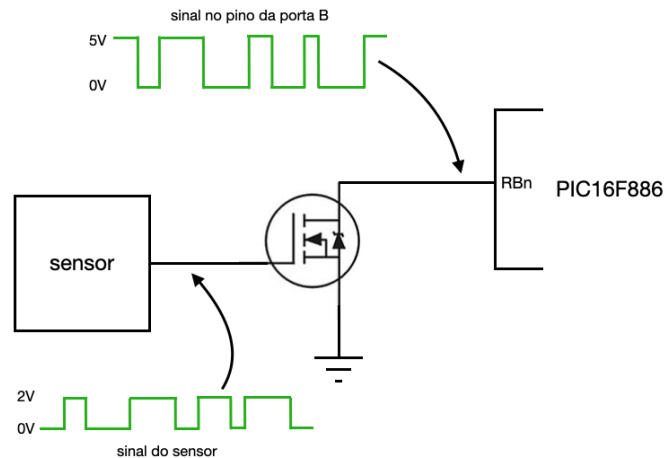 sinal no pino da porta B
5V
0V
RBn
PIC16F886
sensor
2V
0V
sinal do sensor